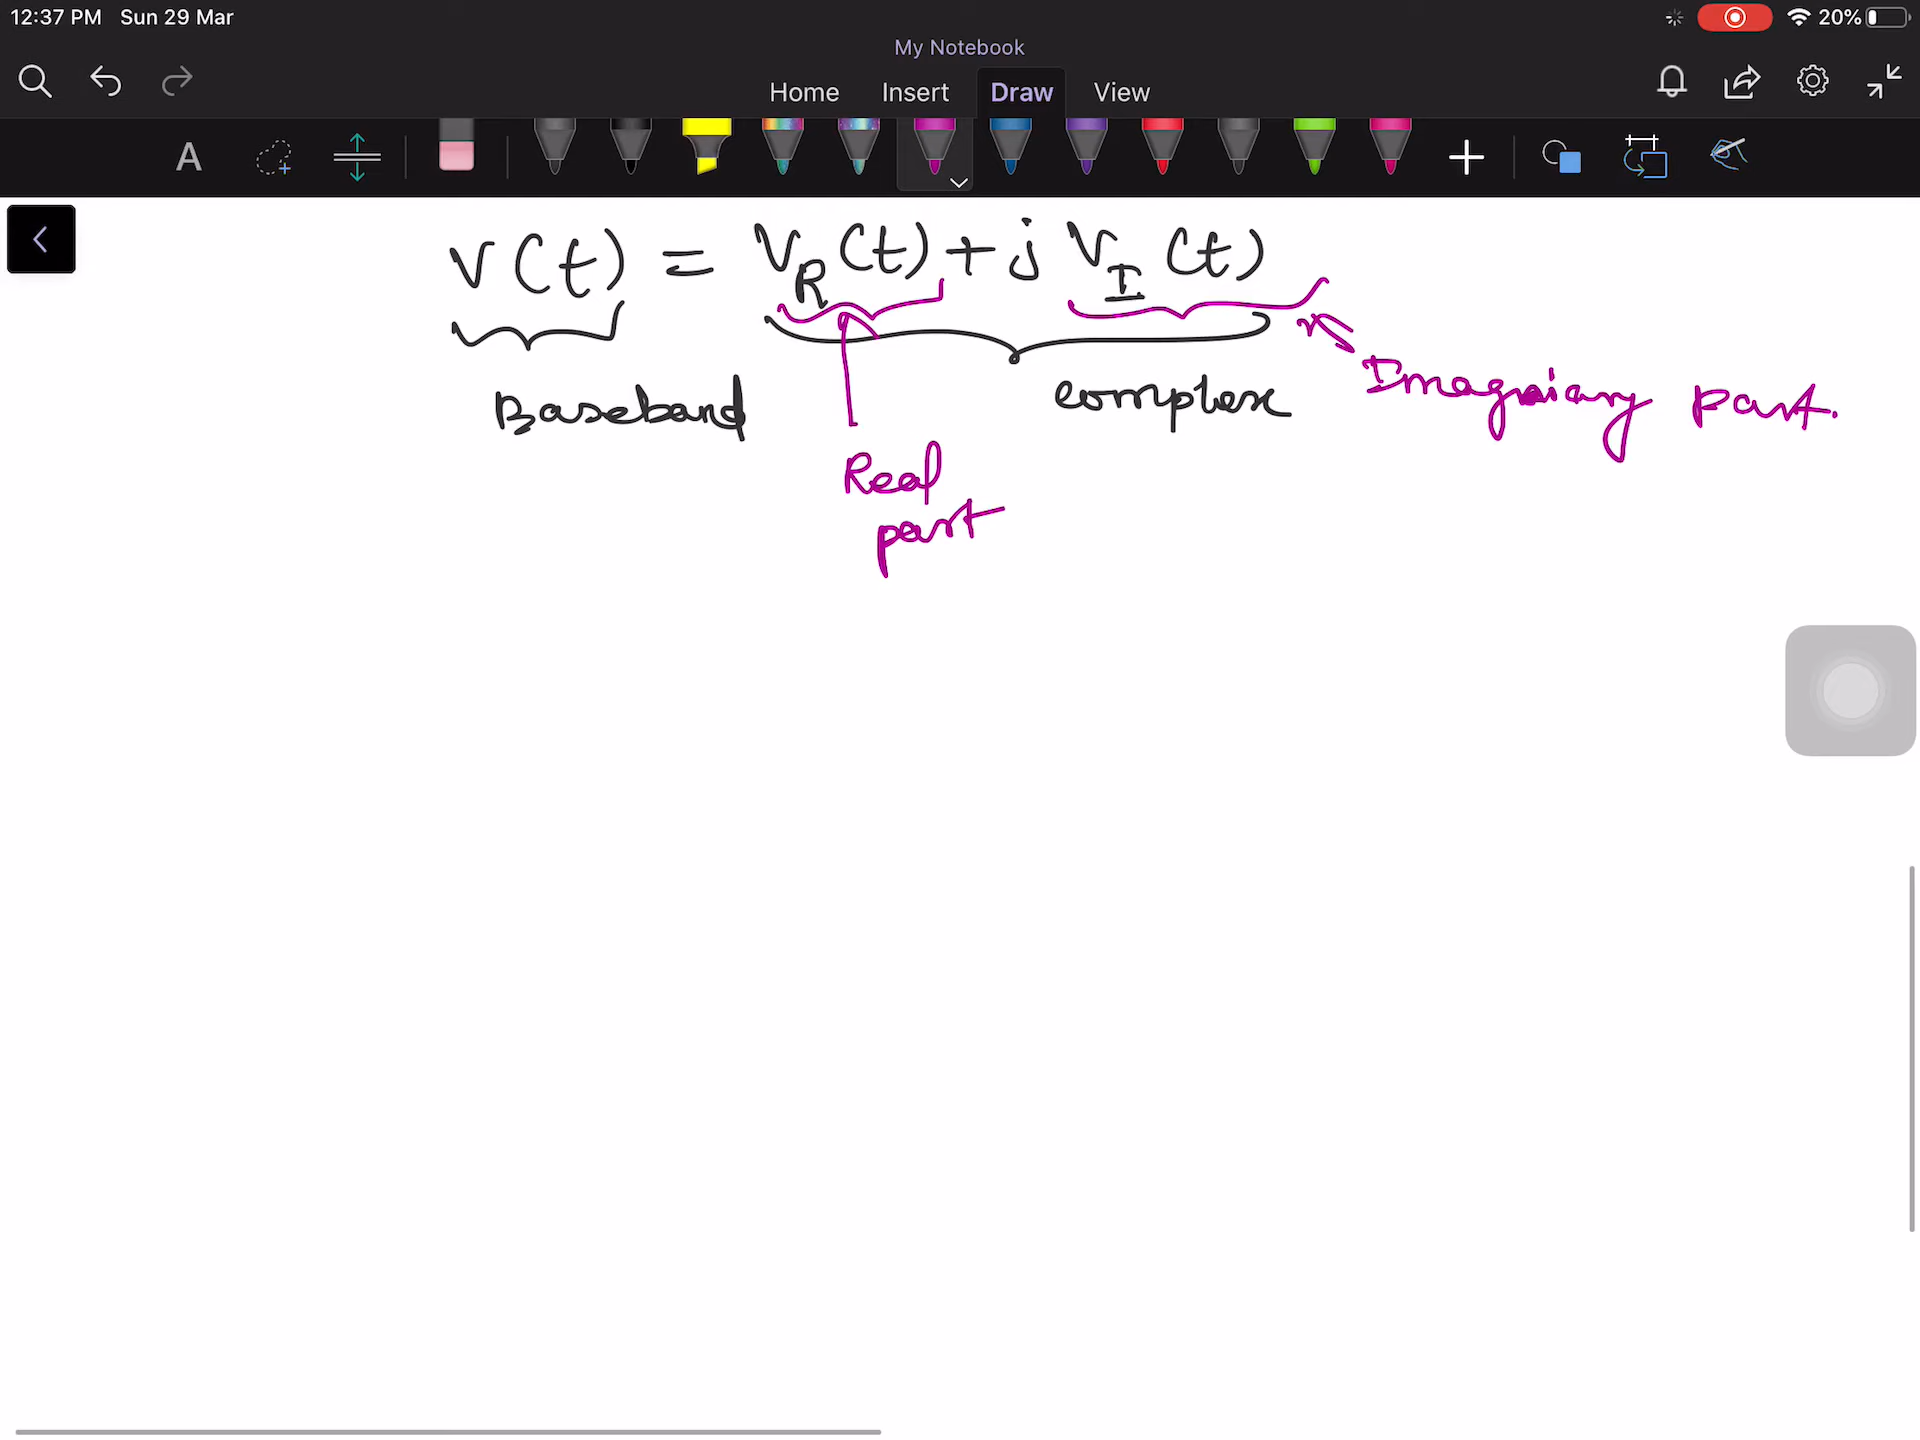 12:37 PM Sun 29 Mar
20%
My Notebook
Home Insert Draw View
A
V(t) = V_R(t) + j V_I(t)
Baseband
complex
Imagniary part.
Real
part